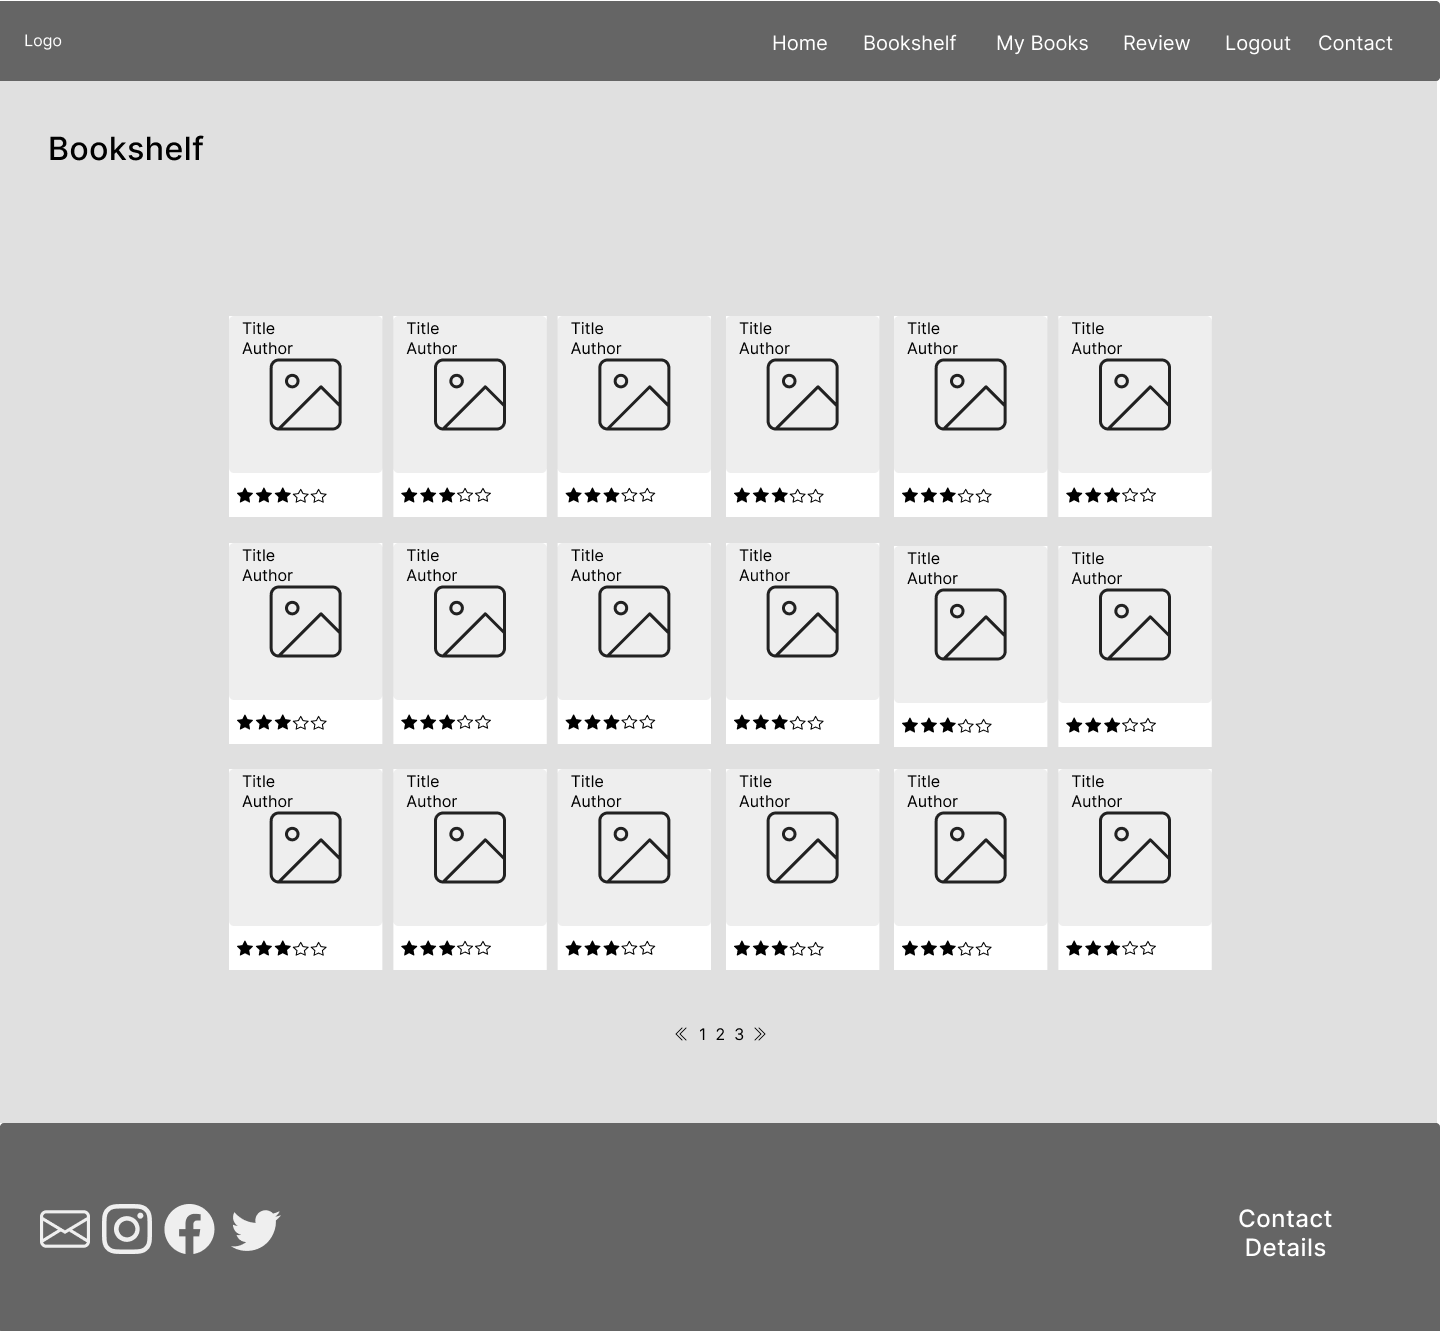 Logo
Home Bookshelf My Books Review Logout Contact
Bookshelf
Title Title Title Title Title Title
Author Author Author Author Author Author
Title Title Title Title Title Title
Author Author Author Author Author Author
Title Title Title Title Title Title
Author Author Author Author Author Author
1 2 3
Contact
Details